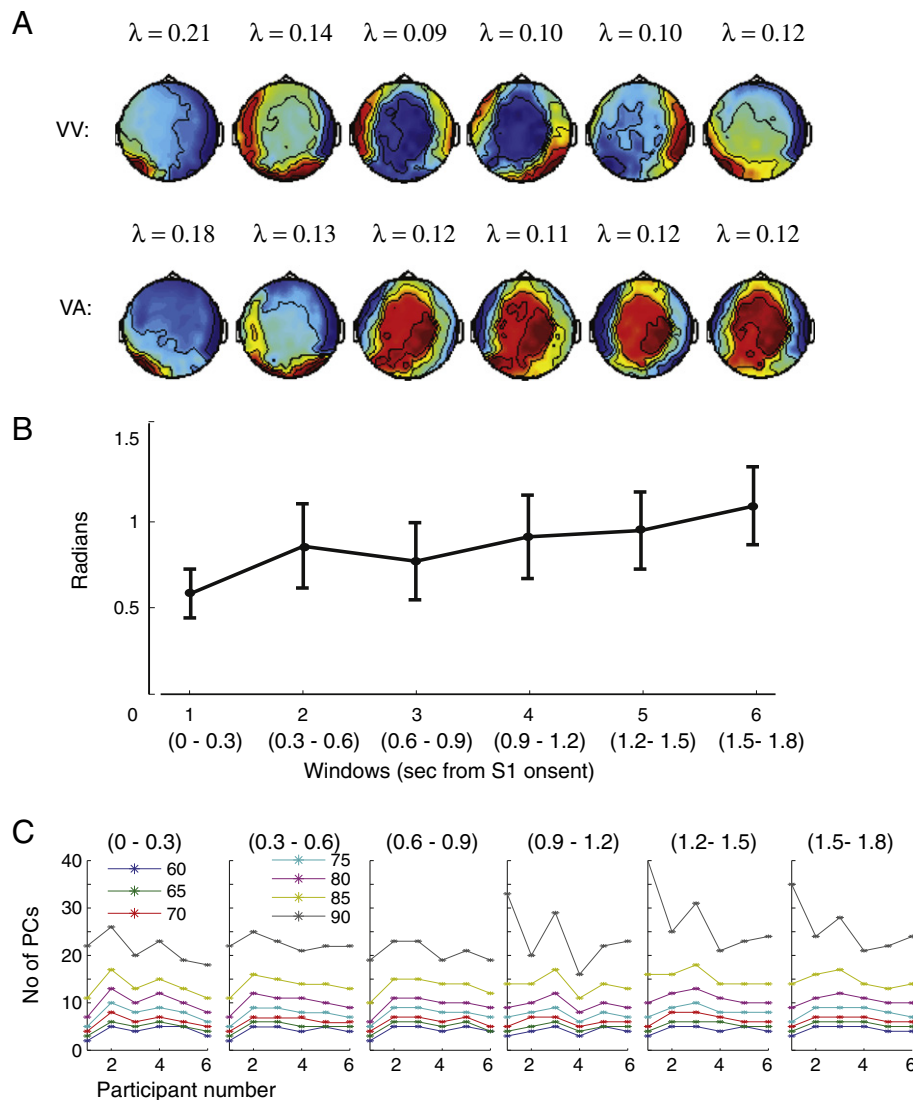 A
λ = 0.21 λ = 0.14 λ = 0.09 λ = 0.10 λ = 0.10 λ = 0.12
VV:
λ = 0.18 λ = 0.13 λ = 0.12 λ = 0.11 λ = 0.12 λ = 0.12
VA:
B
1.5
1
0.5
0
Radians
1 2 3 4 5 6
(0 - 0.3) (0.3 - 0.6) (0.6 - 0.9) (0.9 - 1.2) (1.2- 1.5) (1.5- 1.8)
Windows (sec from S1 onsent)
C
(0 - 0.3) (0.3 - 0.6) (0.6 - 0.9) (0.9 - 1.2) (1.2- 1.5) (1.5- 1.8)
40
30
20
10
0
No of PCs
60
65
70
75
80
85
90
2 4 6 2 4 6 2 4 6 2 4 6 2 4 6 2 4 6
Participant number